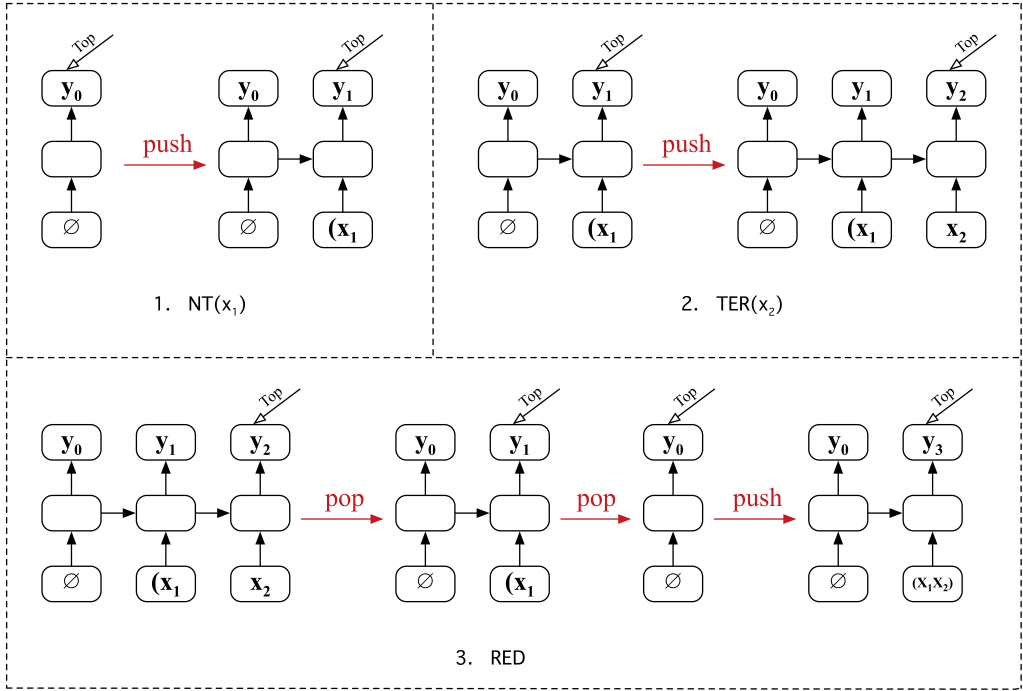 Top Top Top Top
y₀ y₀ y₁ y₀ y₁ y₀ y₁ y₂
push push
∅ ∅ (x₁ ∅ (x₁ ∅ (x₁ x₂
1. NT(x₁) 2. TER(x₂)
Top Top Top Top
y₀ y₁ y₂ y₀ y₁ y₀ y₀ y₃
pop pop push
∅ (x₁ x₂ ∅ (x₁ ∅ ∅ (X₁X₂)
3. RED